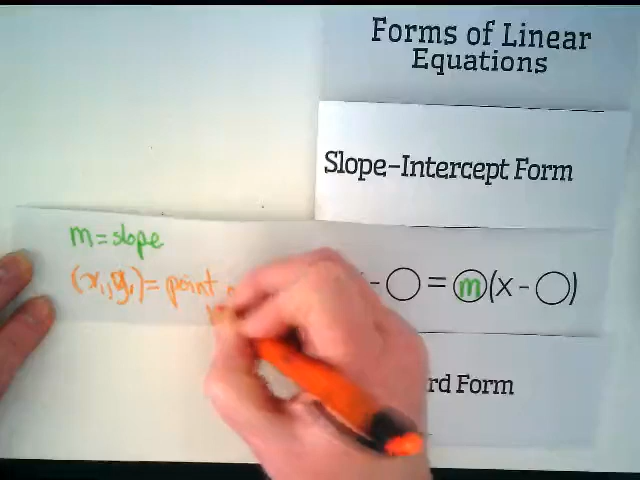 Forms of Linear
Equations
Slope-Intercept Form
m = slope
(x₁, y₁) = point
- ○ = m(x - ○)
rd Form